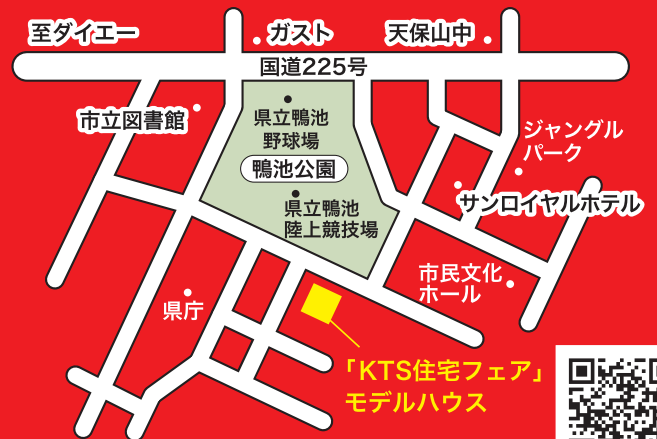 至ダイエー
ガスト
天保山中
国道225号
市立図書館
県立鴨池
野球場
ジャングル
パーク
鴨池公園
県立鴨池
陸上競技場
サンロイヤルホテル
市民文化
ホール
県庁
「KTS住宅フェア」
モデルハウス